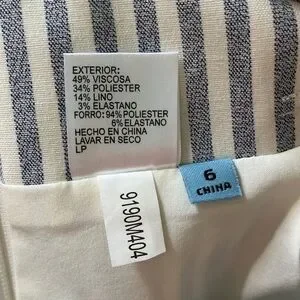 EXTERIOR:
49% VISCOSA
34% POLIESTER
14% LINO
3% ELASTANO
FORRO: 94% POLIESTER
6% ELASTANO
HECHO EN CHINA
LAVAR EN SECO
LP
9190M404
6
CHINA